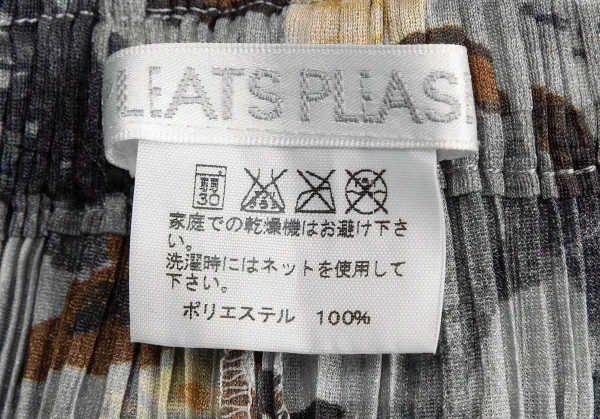 LEATS PLEAS
弱
30
家庭での乾燥機はお避け下さ
い。
洗濯時にはネットを使用して
下さい。
ポリエステル 100%